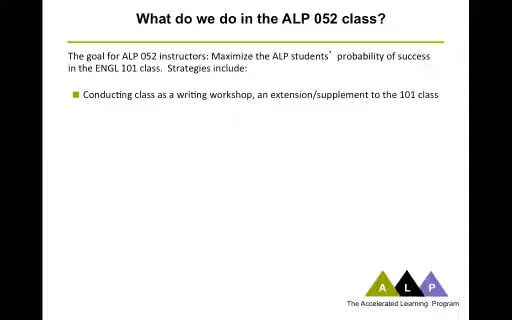 What do we do in the ALP 052 class?
The goal for ALP 052 instructors: Maximize the ALP students' probability of success
in the ENGL 101 class. Strategies include:
Conducting class as a writing workshop, an extension/supplement to the 101 class
A L P
The Accelerated Learning Program